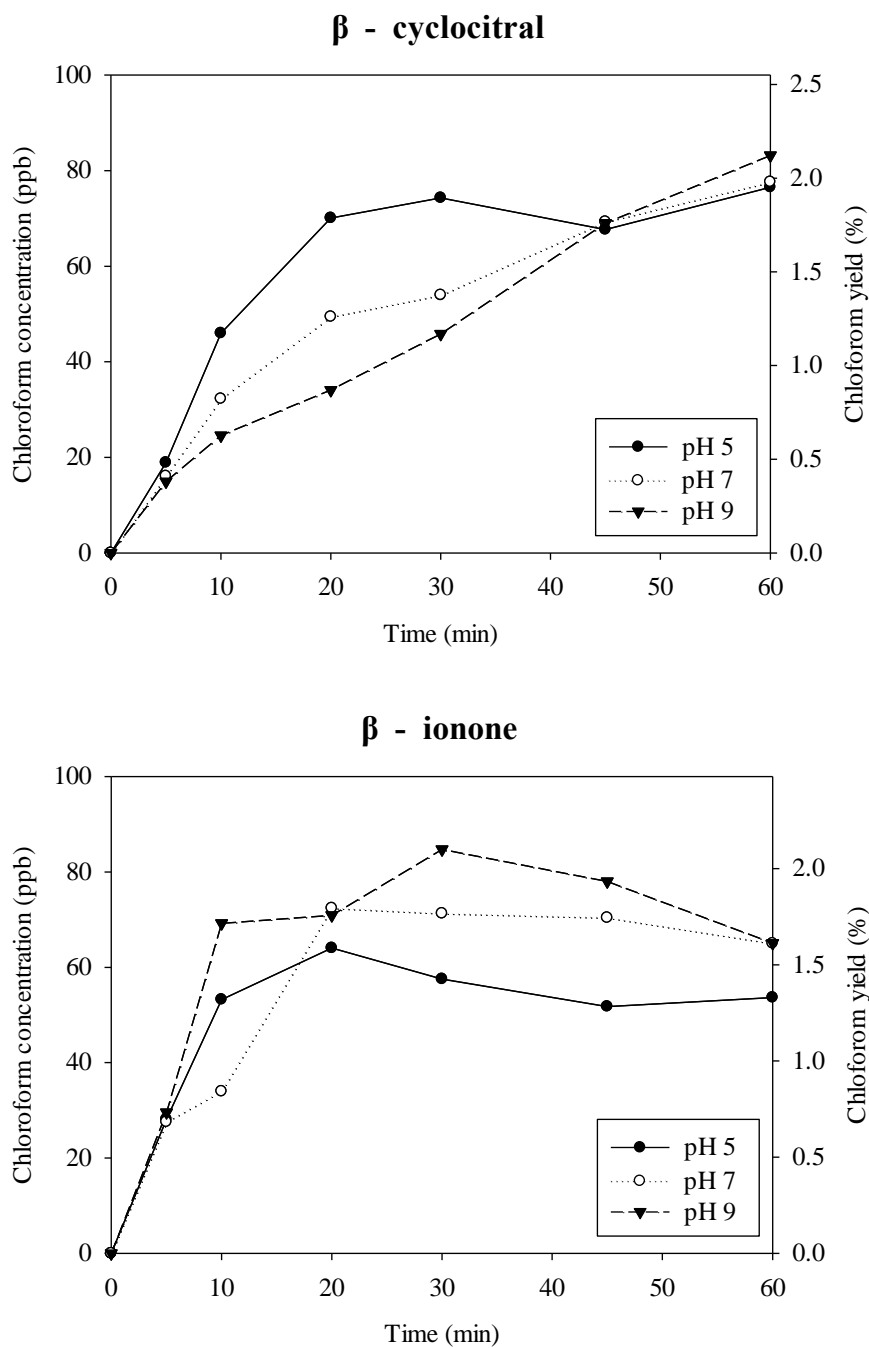 β - cyclocitral
100
80
60
40
20
0
Chloroform concentration (ppb)
2.5
2.0
1.5
1.0
0.5
0.0
Chloforom yield (%)
pH 5
pH 7
pH 9
0 10 20 30 40 50 60
Time (min)
β - ionone
100
80
60
40
20
0
Chloroform concentration (ppb)
2.0
1.5
1.0
0.5
0.0
Chloforom yield (%)
pH 5
pH 7
pH 9
0 10 20 30 40 50 60
Time (min)